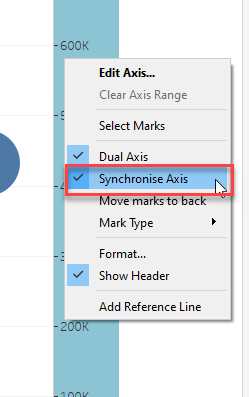 600K
Edit Axis...
Clear Axis Range
Select Marks
Dual Axis
Synchronise Axis
Move marks to back
Mark Type
Format...
Show Header
200K
Add Reference Line
100K